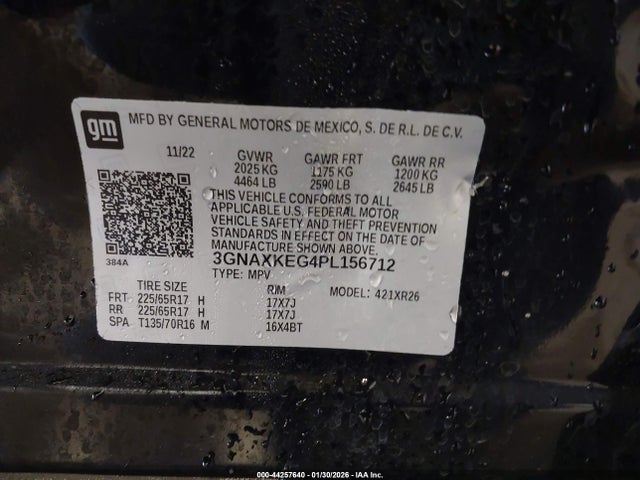 gm
MFD BY GENERAL MOTORS DE MEXICO, S. DE R.L. DE C.V.
11/22 GVWR GAWR FRT GAWR RR
2025 KG 1175 KG 1200 KG
4464 LB 2590 LB 2645 LB
THIS VEHICLE CONFORMS TO ALL
APPLICABLE U.S. FEDERAL MOTOR
VEHICLE SAFETY AND THEFT PREVENTION
STANDARDS IN EFFECT ON THE DATE OF
MANUFACTURE SHOWN ABOVE.
384A
3GNAXKEG4PL156712
TYPE: MPV
TIRE SIZE RIM MODEL: 421XR26
FRT 225/65R17 H 17X7J
RR 225/65R17 H 17X7J
SPA T135/70R16 M 16X4BT
000-44257640 - 01/30/2026 - IAA Inc.